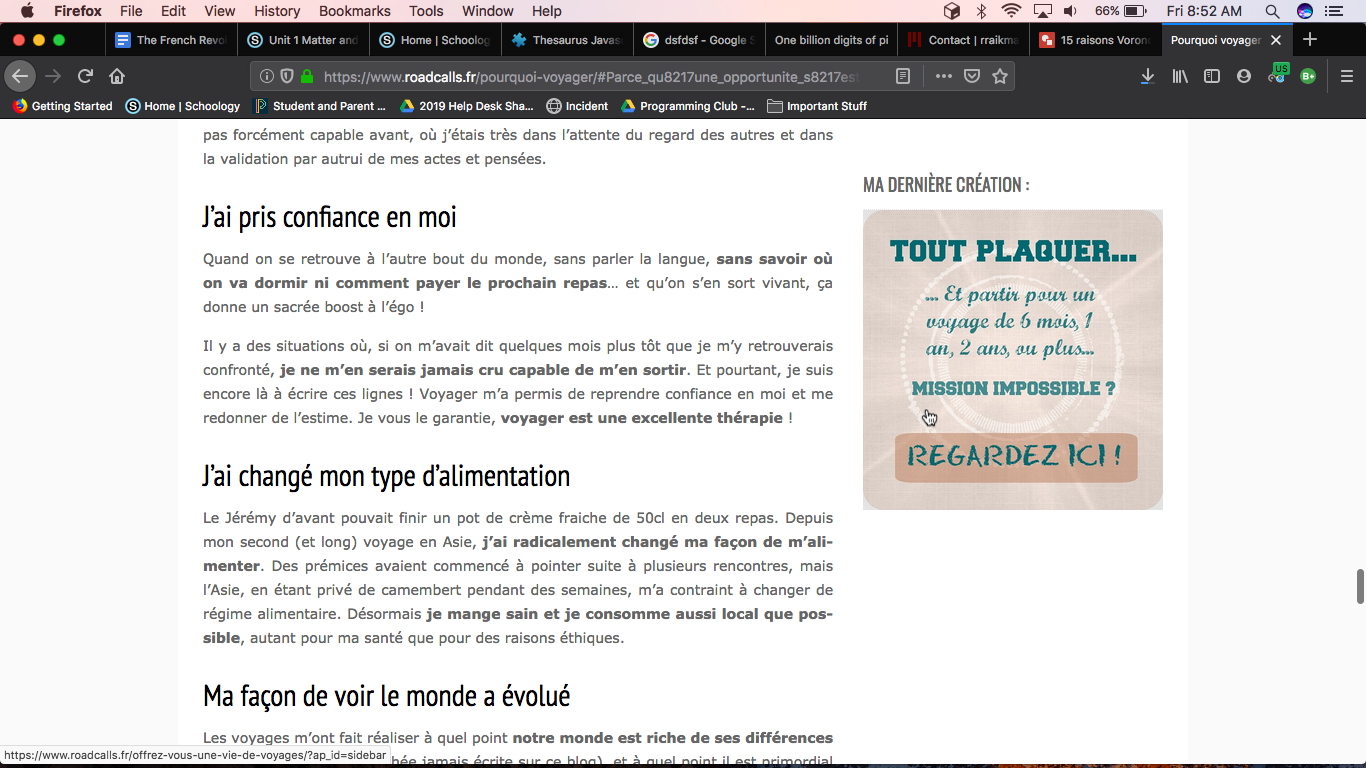 Firefox File Edit View History Bookmarks Tools Window Help 66% Fri 8:52 AM
The French Revo Unit 1 Matter and Home | Schoolog Thesaurus Javas dsfdsf - Google S One billion digits of pi Contact | rraikma 15 raisons Voron Pourquoi voyager
https://www.roadcalls.fr/pourquoi-voyager/#Parce_qu8217une_opportunite_s8217est US B+
Getting Started Home | Schoology Student and Parent ... 2019 Help Desk Sha... Incident Programming Club -... Important Stuff
pas forcément capable avant, où j’étais très dans l’attente du regard des autres et dans
la validation par autrui de mes actes et pensées.
J’ai pris confiance en moi
Quand on se retrouve à l’autre bout du monde, sans parler la langue, sans savoir où
on va dormir ni comment payer le prochain repas… et qu’on s’en sort vivant, ça
donne un sacrée boost à l’égo !
Il y a des situations où, si on m’avait dit quelques mois plus tôt que je m’y retrouverais
confronté, je ne m’en serais jamais cru capable de m’en sortir. Et pourtant, je suis
encore là à écrire ces lignes ! Voyager m’a permis de reprendre confiance en moi et me
redonner de l’estime. Je vous le garantie, voyager est une excellente thérapie !
J’ai changé mon type d’alimentation
Le Jérémy d’avant pouvait finir un pot de crème fraiche de 50cl en deux repas. Depuis
mon second (et long) voyage en Asie, j’ai radicalement changé ma façon de m’ali-
menter. Des prémices avaient commencé à pointer suite à plusieurs rencontres, mais
l’Asie, en étant privé de camembert pendant des semaines, m’a contraint à changer de
régime alimentaire. Désormais je mange sain et je consomme aussi local que pos-
sible, autant pour ma santé que pour des raisons éthiques.
Ma façon de voir le monde a évolué
Les voyages m’ont fait réaliser à quel point notre monde est riche de ses différences
hée jamais écrite sur ce blog), et à quel point il est primordial
MA DERNIÈRE CRÉATION :
TOUT PLAQUER...
... Et partir pour un
voyage de 6 mois, 1
an, 2 ans, ou plus...
MISSION IMPOSSIBLE ?
REGARDEZ ICI !
https://www.roadcalls.fr/offrez-vous-une-vie-de-voyages/?ap_id=sidebar